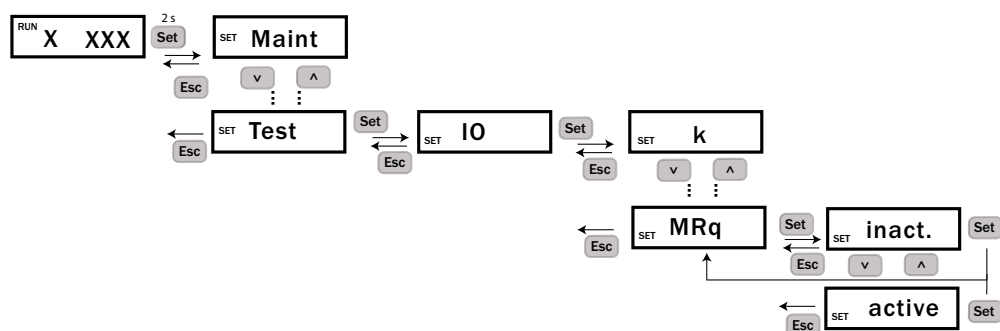 2 s
RUN X XXX
Set
SET Maint
Esc
v ^
SET Test
Set
SET IO
Set
SET k
Esc
Esc
Esc
v ^
SET MRq
Set
SET inact.
Set
Esc
Esc
v ^
SET active
Set
Esc